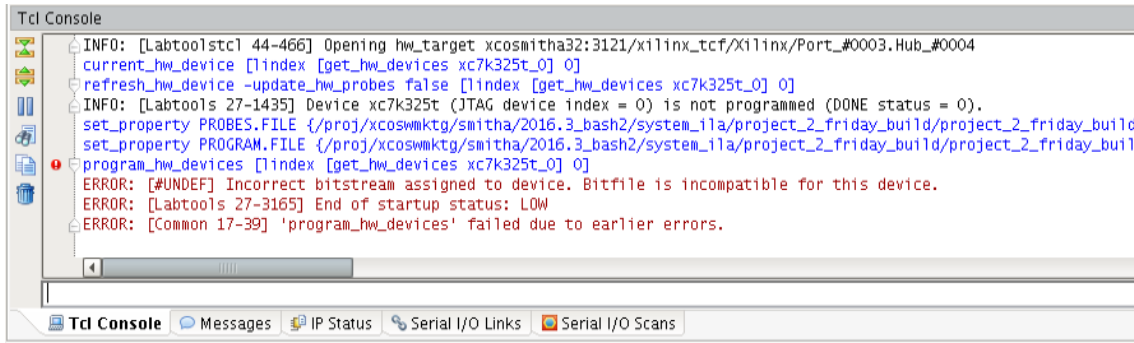 Tcl Console
INFO: [Labtoolstcl 44-466] Opening hw_target xcosmitha32:3121/xilinx_tcf/Xilinx/Port_#0003.Hub_#0004
current_hw_device [lindex [get_hw_devices xc7k325t_0] 0]
refresh_hw_device -update_hw_probes false [lindex [get_hw_devices xc7k325t_0] 0]
INFO: [Labtools 27-1435] Device xc7k325t (JTAG device index = 0) is not programmed (DONE status = 0).
set_property PROBES.FILE {/proj/xcoswmktg/smitha/2016.3_bash2/system_ila/project_2_friday_build/project_2_friday_build
set_property PROGRAM.FILE {/proj/xcoswmktg/smitha/2016.3_bash2/system_ila/project_2_friday_build/project_2_friday_buil
program_hw_devices [lindex [get_hw_devices xc7k325t_0] 0]
ERROR: [#UNDEF] Incorrect bitstream assigned to device. Bitfile is incompatible for this device.
ERROR: [Labtools 27-3165] End of startup status: LOW
ERROR: [Common 17-39] 'program_hw_devices' failed due to earlier errors.
Tcl Console Messages IP Status Serial I/O Links Serial I/O Scans